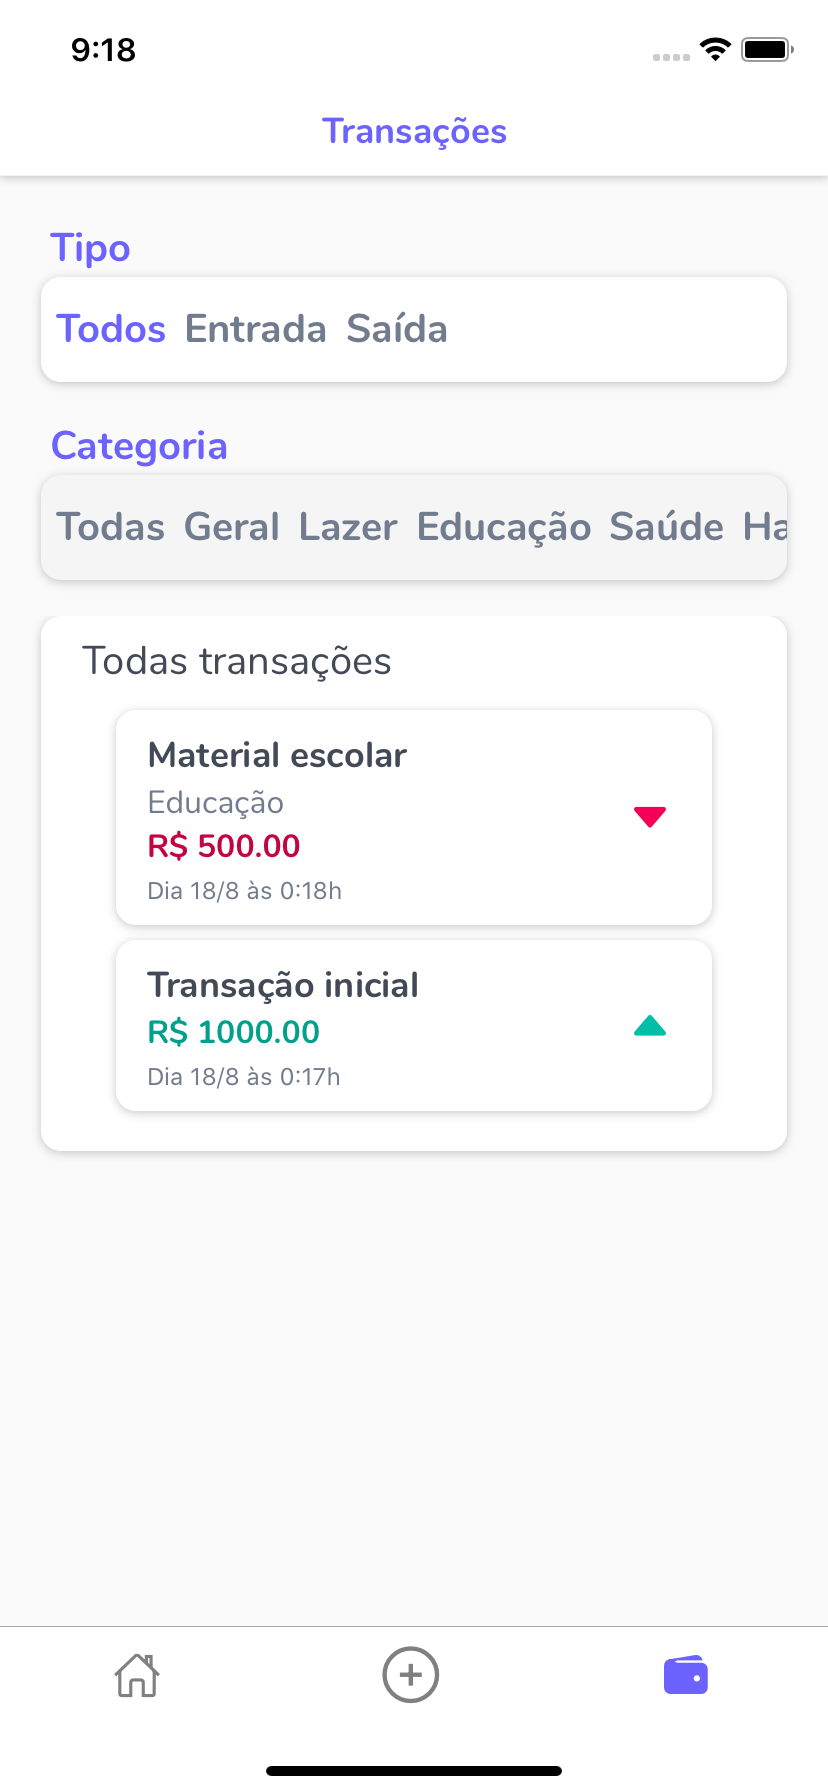 9:18
Transações
Tipo
Todos Entrada Saída
Categoria
Todas Geral Lazer Educação Saúde Ha
Todas transações
Material escolar
Educação
R$ 500.00
Dia 18/8 às 0:18h
Transação inicial
R$ 1000.00
Dia 18/8 às 0:17h